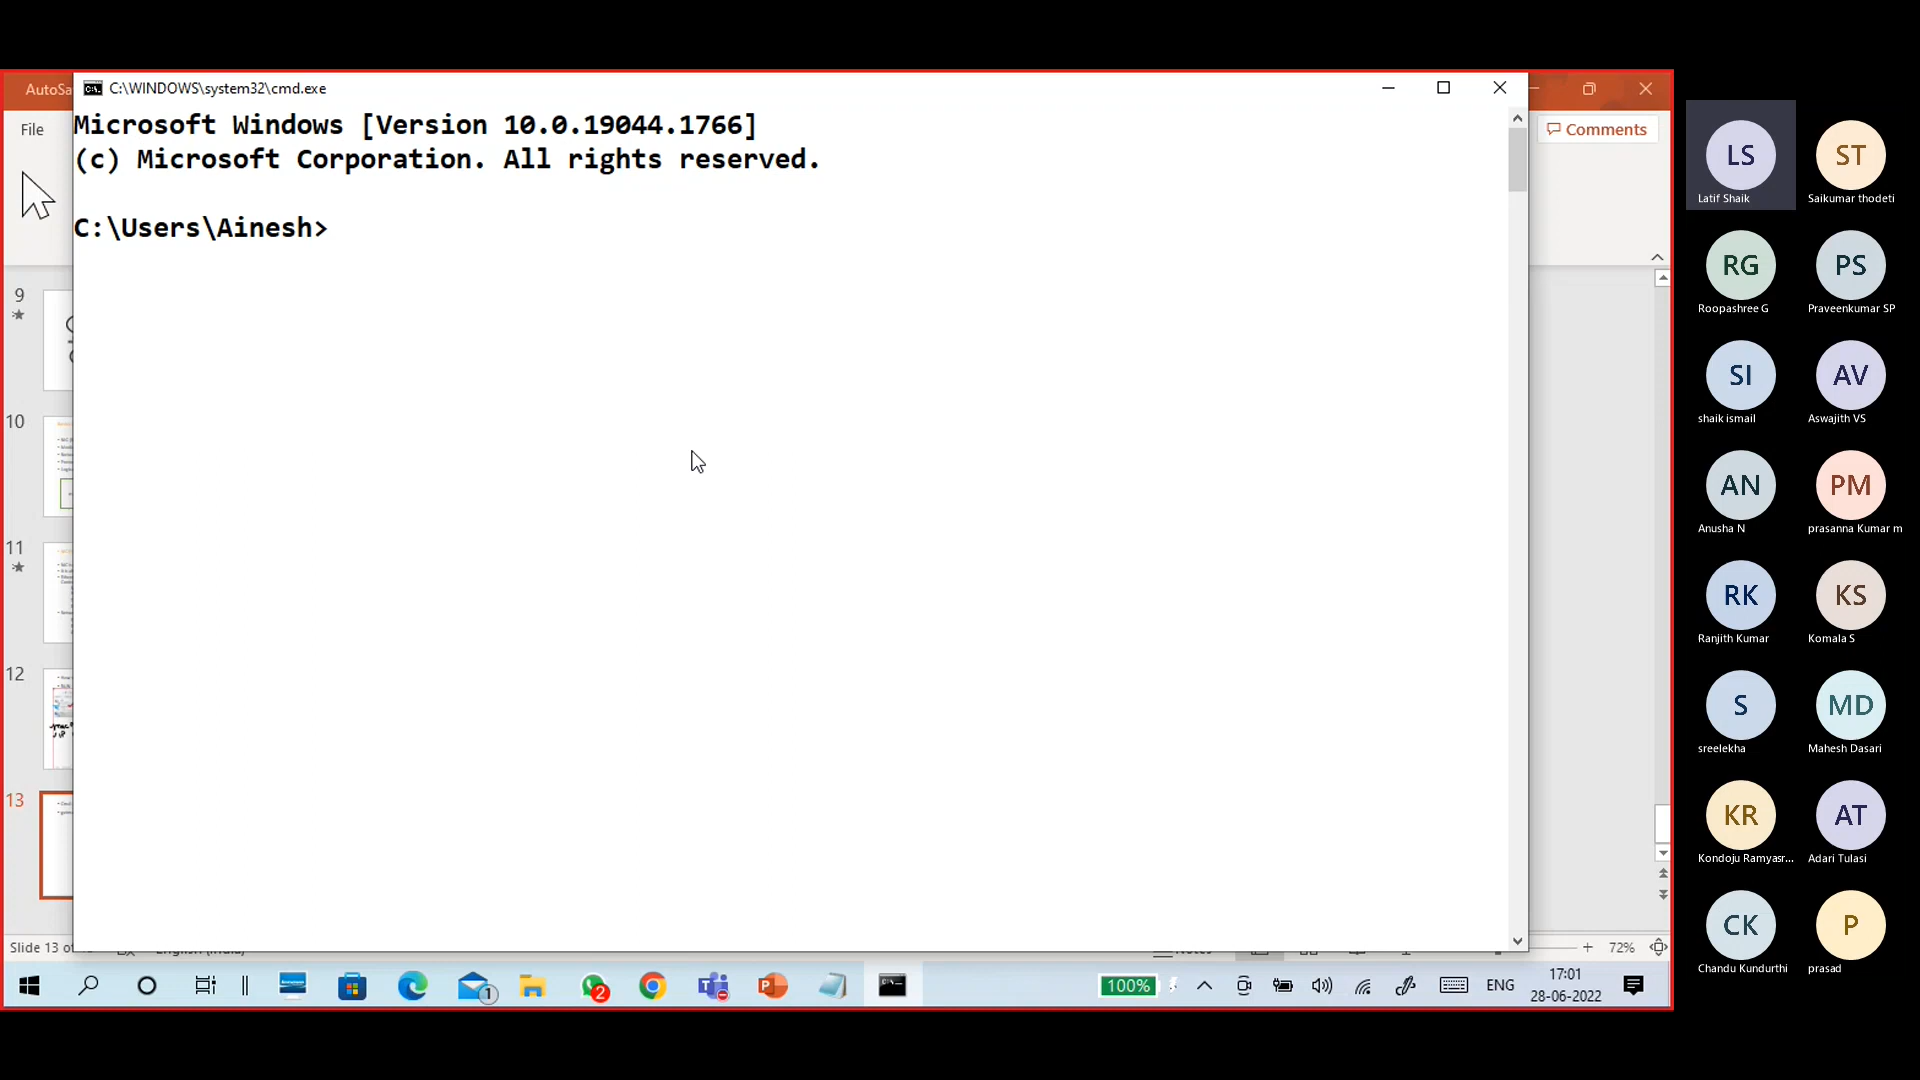 AutoSa
C:\WINDOWS\system32\cmd.exe
File
Microsoft Windows [Version 10.0.19044.1766]
(c) Microsoft Corporation. All rights reserved.
C:\Users\Ainesh>
Comments
9
10
11
12
13
Slide 13 of
72%
100%
ENG
17:01
28-06-2022
1
2
LS
Latif Shaik
ST
Saikumar thodeti
RG
Roopashree G
PS
Praveenkumar SP
SI
shaik ismail
AV
Aswajith VS
AN
Anusha N
PM
prasanna Kumar m
RK
Ranjith Kumar
KS
Komala S
S
sreelekha
MD
Mahesh Dasari
KR
Kondoju Ramyasr...
AT
Adari Tulasi
CK
Chandu Kundurthi
P
prasad